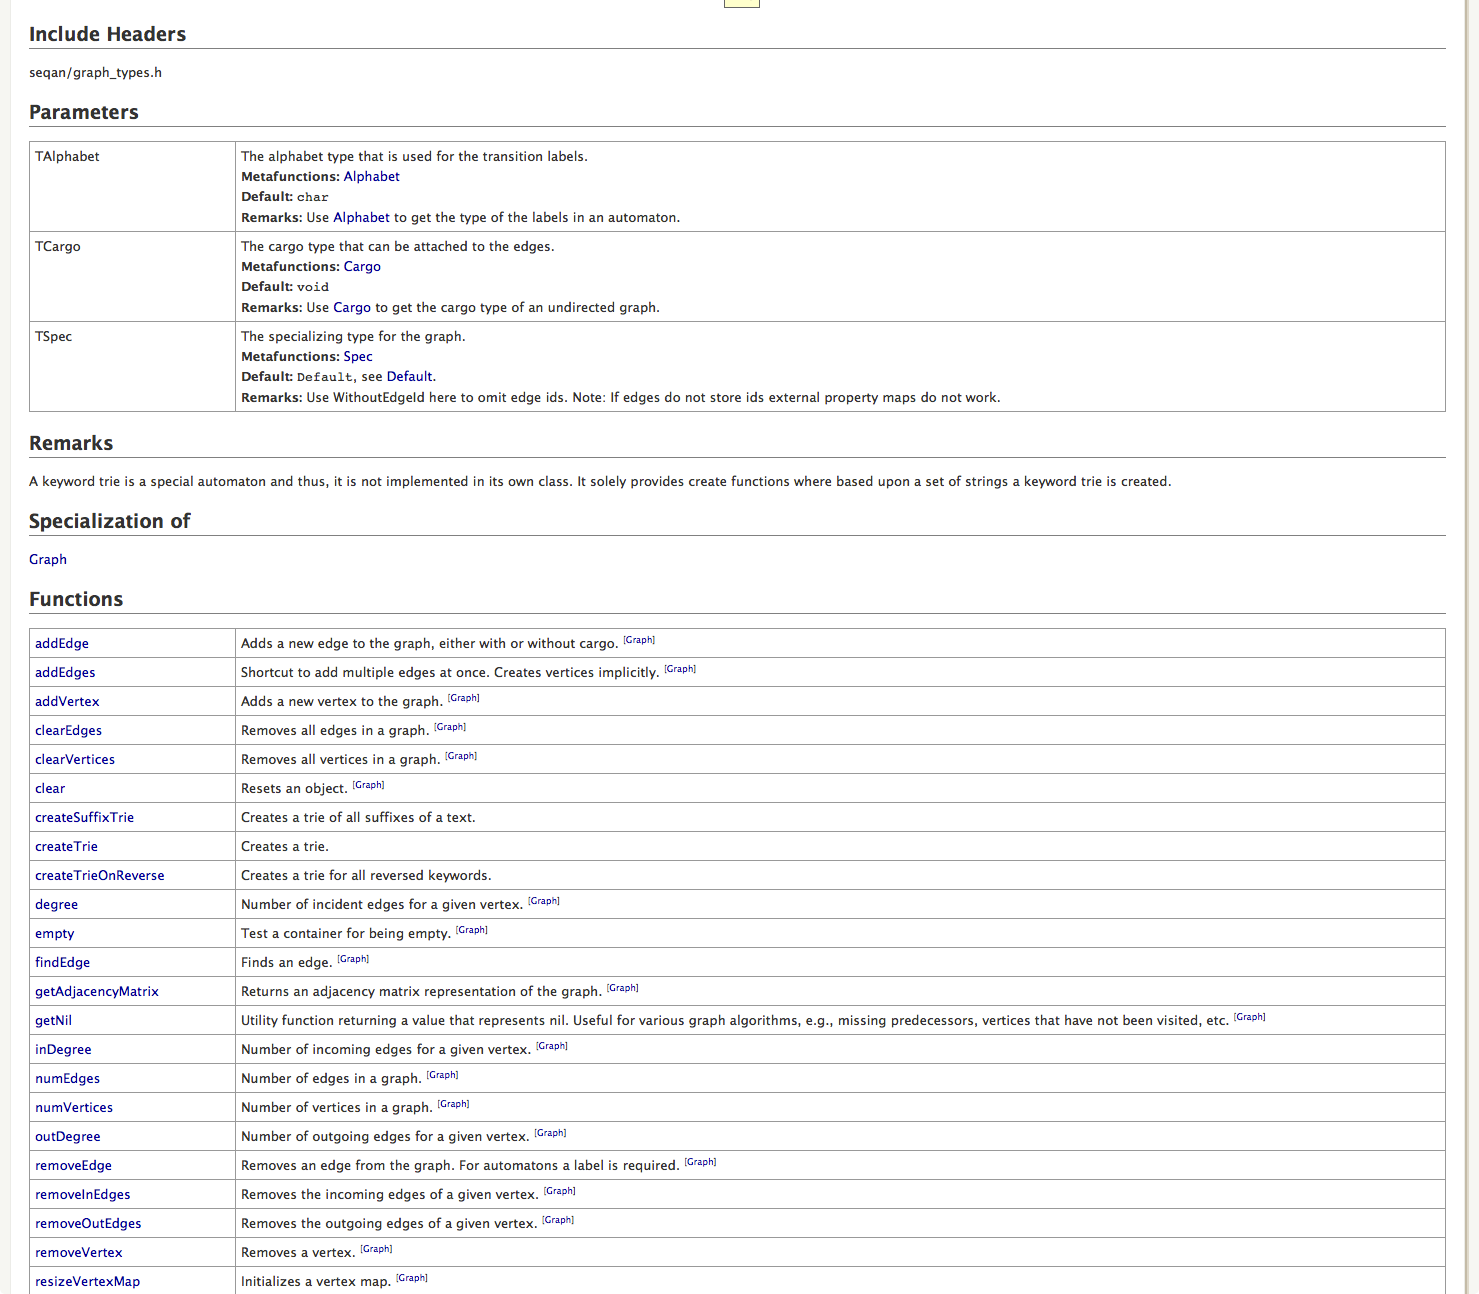 Include Headers
seqan/graph_types.h
Parameters
TAlphabet
The alphabet type that is used for the transition labels.
Metafunctions: Alphabet
Default: char
Remarks: Use Alphabet to get the type of the labels in an automaton.
TCargo
The cargo type that can be attached to the edges.
Metafunctions: Cargo
Default: void
Remarks: Use Cargo to get the cargo type of an undirected graph.
TSpec
The specializing type for the graph.
Metafunctions: Spec
Default: Default, see Default.
Remarks: Use WithoutEdgeId here to omit edge ids. Note: If edges do not store ids external property maps do not work.
Remarks
A keyword trie is a special automaton and thus, it is not implemented in its own class. It solely provides create functions where based upon a set of strings a keyword trie is created.
Specialization of
Graph
Functions
addEdge Adds a new edge to the graph, either with or without cargo. [Graph]
addEdges Shortcut to add multiple edges at once. Creates vertices implicitly. [Graph]
addVertex Adds a new vertex to the graph. [Graph]
clearEdges Removes all edges in a graph. [Graph]
clearVertices Removes all vertices in a graph. [Graph]
clear Resets an object. [Graph]
createSuffixTrie Creates a trie of all suffixes of a text.
createTrie Creates a trie.
createTrieOnReverse Creates a trie for all reversed keywords.
degree Number of incident edges for a given vertex. [Graph]
empty Test a container for being empty. [Graph]
findEdge Finds an edge. [Graph]
getAdjacencyMatrix Returns an adjacency matrix representation of the graph. [Graph]
getNil Utility function returning a value that represents nil. Useful for various graph algorithms, e.g., missing predecessors, vertices that have not been visited, etc. [Graph]
inDegree Number of incoming edges for a given vertex. [Graph]
numEdges Number of edges in a graph. [Graph]
numVertices Number of vertices in a graph. [Graph]
outDegree Number of outgoing edges for a given vertex. [Graph]
removeEdge Removes an edge from the graph. For automatons a label is required. [Graph]
removeInEdges Removes the incoming edges of a given vertex. [Graph]
removeOutEdges Removes the outgoing edges of a given vertex. [Graph]
removeVertex Removes a vertex. [Graph]
resizeVertexMap Initializes a vertex map. [Graph]